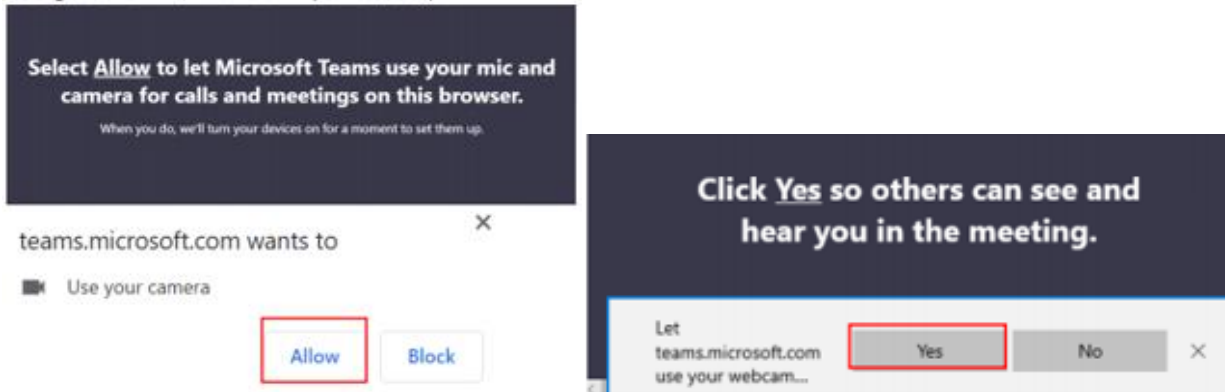 Select Allow to let Microsoft Teams use your mic and
camera for calls and meetings on this browser.
When you do, we'll turn your devices on for a moment to set them up.
teams.microsoft.com wants to
Use your camera
Allow Block
Click Yes so others can see and
hear you in the meeting.
Let
teams.microsoft.com
use your webcam...
Yes No